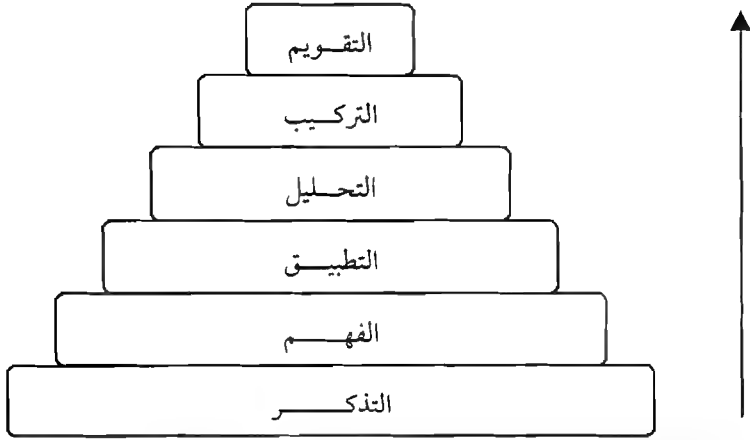 التقويم
التركيب
التحليل
التطبيق
الفهم
التذكر